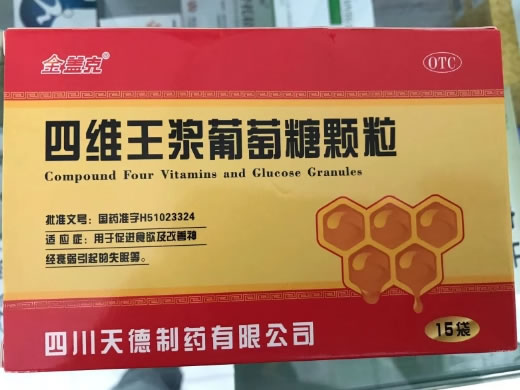 金盖克®
OTC
四维王浆葡萄糖颗粒
Compound Four Vitamins and Glucose Granules
批准文号：国药准字H51023324
适应症：用于促进食欲及改善神
经衰弱引起的失眠等。
四川天德制药有限公司
15袋